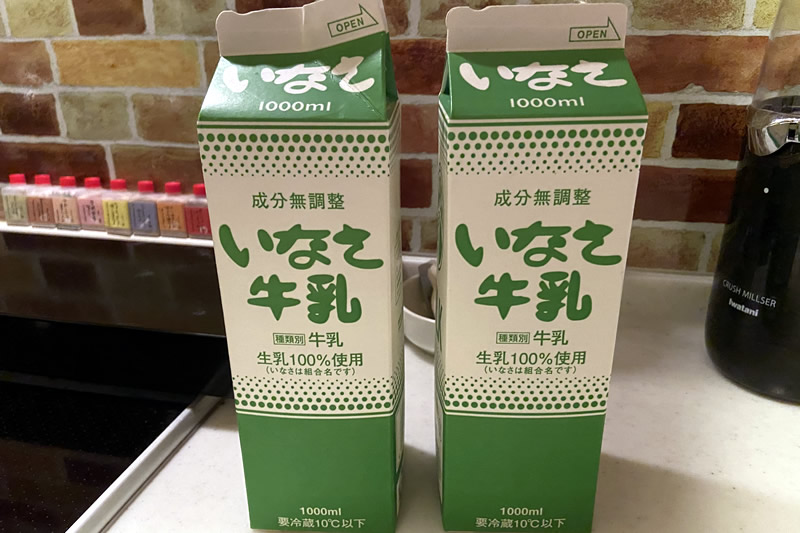 OPEN
いなさ
1000ml
成分無調整
いなさ
牛乳
種類別 牛乳
生乳100%使用
(いなさは組合名です)
1000ml
要冷蔵10℃以下
OPEN
いなさ
1000ml
成分無調整
いなさ
牛乳
種類別 牛乳
生乳100%使用
(いなさは組合名です)
1000ml
要冷蔵10℃以下
CRUSH MILLSER
Iwatani